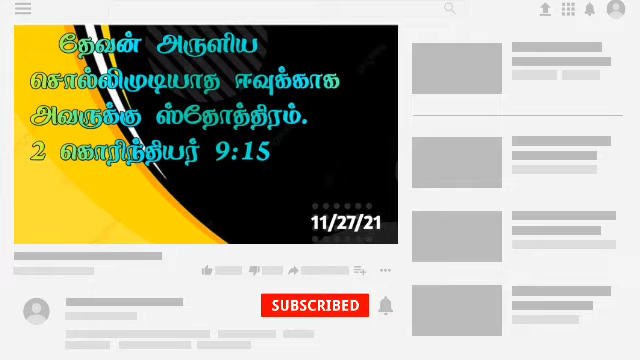 தேவன் அருளிய
சொல்லிமுடியாத ஈவுக்காக
அவருக்கு ஸ்தோத்திரம்.
2 கொரிந்தியர் 9:15
11/27/21
SUBSCRIBED